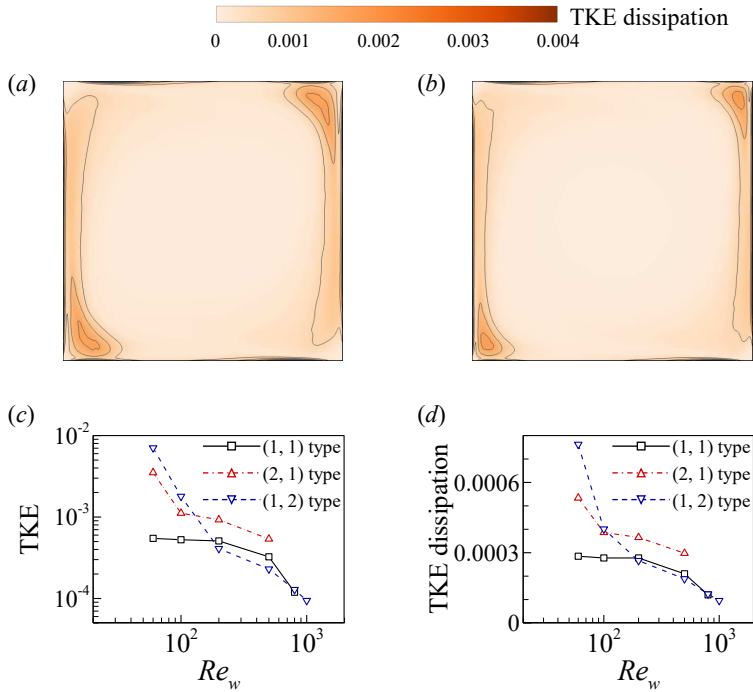 TKE dissipation
0 0.001 0.002 0.003 0.004
(a) (b)
(c) (d)
10^-2
10^-3
10^-4
TKE
(1, 1) type
(2, 1) type
(1, 2) type
10^2 10^3
Re_w
0.0006
0.0003
0
TKE dissipation
(1, 1) type
(2, 1) type
(1, 2) type
10^2 10^3
Re_w